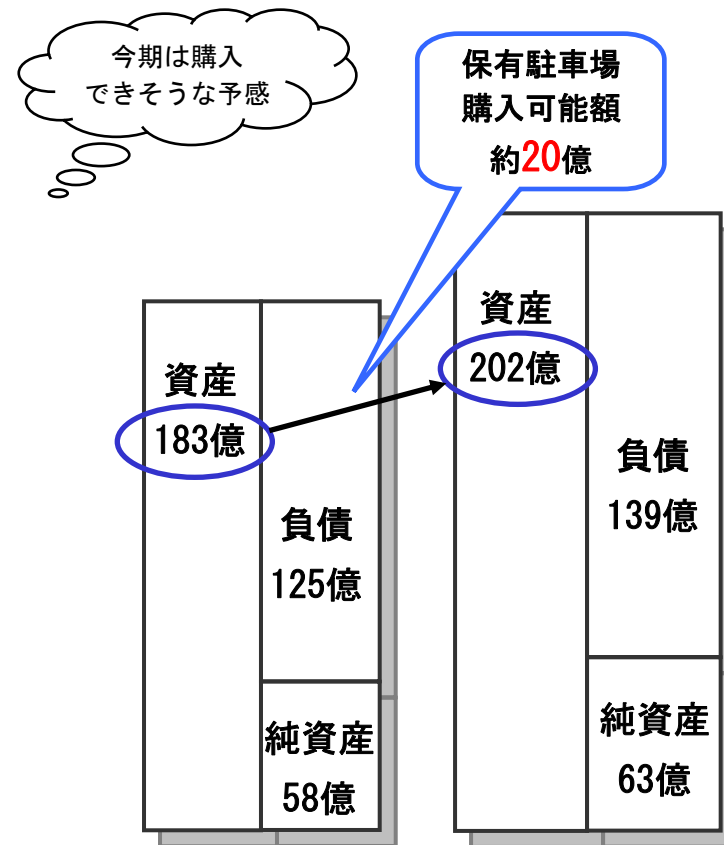 今期は購入
できそうな予感
保有駐車場
購入可能額
約20億
資産
183億
負債
125億
純資産
58億
資産
202億
負債
139億
純資産
63億